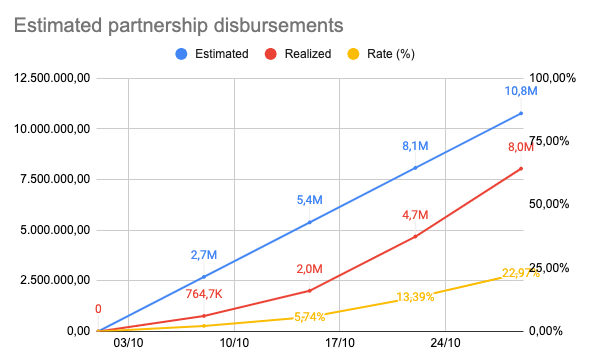 Estimated partnership disbursements
Estimated Realized Rate (%)
12.500.000,00 100,00%
10,8M
10.000.000,00
75,00%
8,1M 8,0M
7.500.000,00
5,4M
50,00%
4,7M
5.000.000,00
2,7M
2,0M
25,00%
22,97%
2.500.000,00
764,7K
13,39%
0
5,74%
0,00 0,00%
03/10 10/10 17/10 24/10